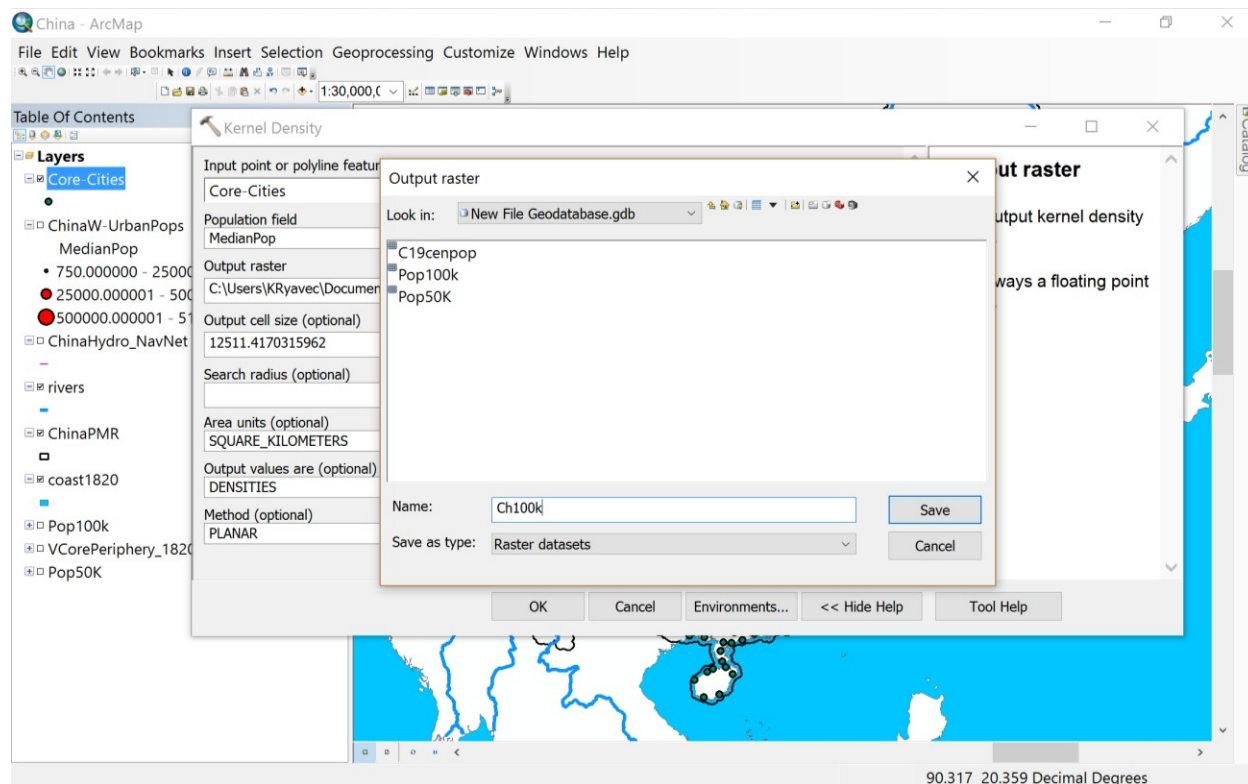 China - ArcMap
File Edit View Bookmarks Insert Selection Geoprocessing Customize Windows Help
1:30,000,(
Table Of Contents
Layers
Core-Cities
ChinaW-UrbanPops
MedianPop
750.000000 - 25000
25000.000001 - 500
500000.000001 - 51
ChinaHydro_NavNet
rivers
ChinaPMR
coast1820
Pop100k
VCorePeriphery_1820
Pop50K
Kernel Density
Input point or polyline featur
Core-Cities
Population field
MedianPop
Output raster
C:\Users\KRyavec\Documen
Output cell size (optional)
12511.4170315962
Search radius (optional)
Area units (optional)
SQUARE_KILOMETERS
Output values are (optional)
DENSITIES
Method (optional)
PLANAR
Output raster
Look in:
New File Geodatabase.gdb
C19cenpop
Pop100k
Pop50K
Name:
Ch100k
Save
Save as type:
Raster datasets
Cancel
ut raster
utput kernel density
ways a floating point
OK
Cancel
Environments...
<< Hide Help
Tool Help
Catalog
90.317 20.359 Decimal Degrees